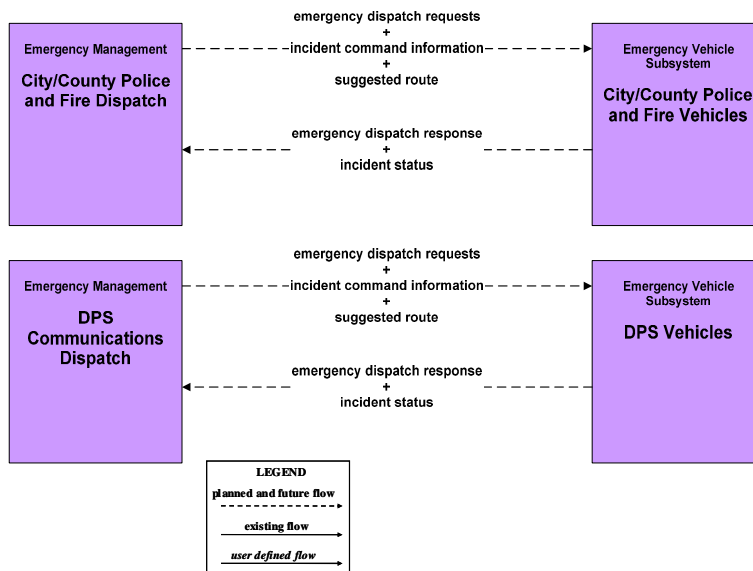 Emergency Management
City/County Police
and Fire Dispatch
emergency dispatch requests
+
incident command information
+
suggested route
emergency dispatch response
+
incident status
Emergency Vehicle
Subsystem
City/County Police
and Fire Vehicles
Emergency Management
DPS
Communications
Dispatch
emergency dispatch requests
+
incident command information
+
suggested route
emergency dispatch response
+
incident status
Emergency Vehicle
Subsystem
DPS Vehicles
LEGEND
planned and future flow
existing flow
user defined flow